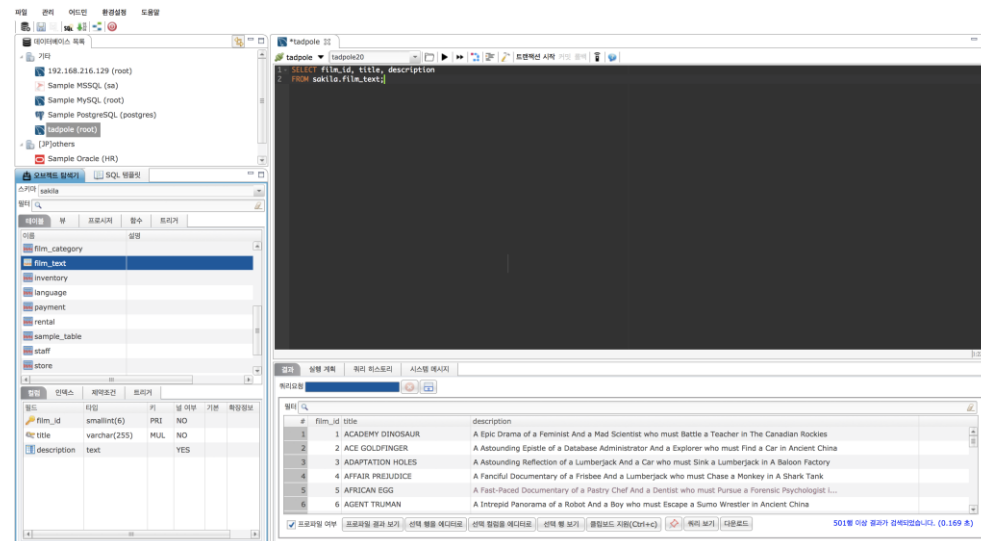 파일 관리 어드민 환경설정 도움말
SQL
데이터베이스 목록
기타
192.168.216.129 (root)
Sample MSSQL (sa)
Sample MySQL (root)
Sample PostgreSQL (postgres)
tadpole (root)
[JP]others
Sample Oracle (HR)
오브젝트 탐색기 SQL 템플릿
스키마 sakila
필터
테이블 뷰 프로시저 함수 트리거
이름 설명
film_category
film_text
inventory
language
payment
rental
sample_table
staff
store
컬럼 인덱스 제약조건 트리거
필드 타입 키 널 여부 기본 확장정보
film_id smallint(6) PRI NO
title varchar(255) MUL NO
description text YES
*tadpole
tadpole tadpole20 트랜잭션 시작 커밋 롤백
1 SELECT film_id, title, description
2 FROM sakila.film_text;
결과 실행 계획 쿼리 히스토리 시스템 메시지
쿼리요청
필터
# film_id title description
1 1 ACADEMY DINOSAUR A Epic Drama of a Feminist And a Mad Scientist who must Battle a Teacher in The Canadian Rockies
2 2 ACE GOLDFINGER A Astounding Epistle of a Database Administrator And a Explorer who must Find a Car in Ancient China
3 3 ADAPTATION HOLES A Astounding Reflection of a Lumberjack And a Car who must Sink a Lumberjack in A Baloon Factory
4 4 AFFAIR PREJUDICE A Fanciful Documentary of a Frisbee And a Lumberjack who must Chase a Monkey in A Shark Tank
5 5 AFRICAN EGG A Fast-Paced Documentary of a Pastry Chef And a Dentist who must Pursue a Forensic Psychologist i...
6 6 AGENT TRUMAN A Intrepid Panorama of a Robot And a Boy who must Escape a Sumo Wrestler in Ancient China
프로파일 여부 프로파일 결과 보기 선택 행을 에디터로 선택 컬럼을 에디터로 선택 행 보기 클립보드 지원(Ctrl+c) 쿼리 보기 다운로드 501행 이상 결과가 검색되었습니다. (0.169 초)